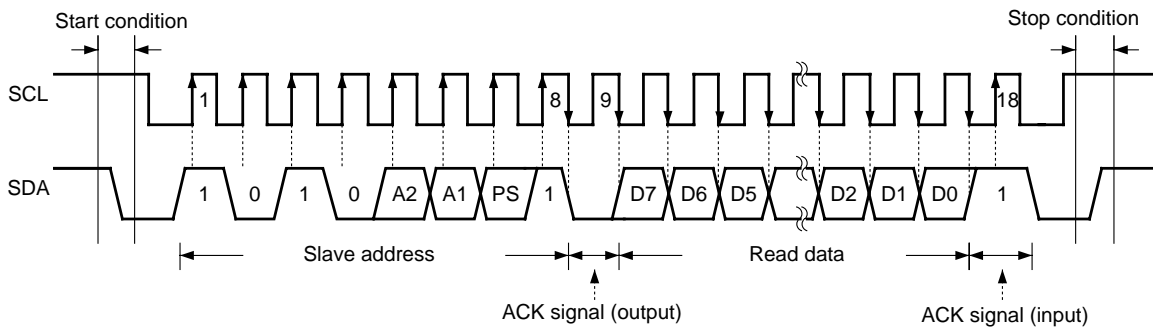 Start condition
Stop condition
SCL
1
8
9
18
SDA
1 0 1 0 A2 A1 PS 1 D7 D6 D5 D2 D1 D0 1
Slave address
Read data
ACK signal (output)
ACK signal (input)